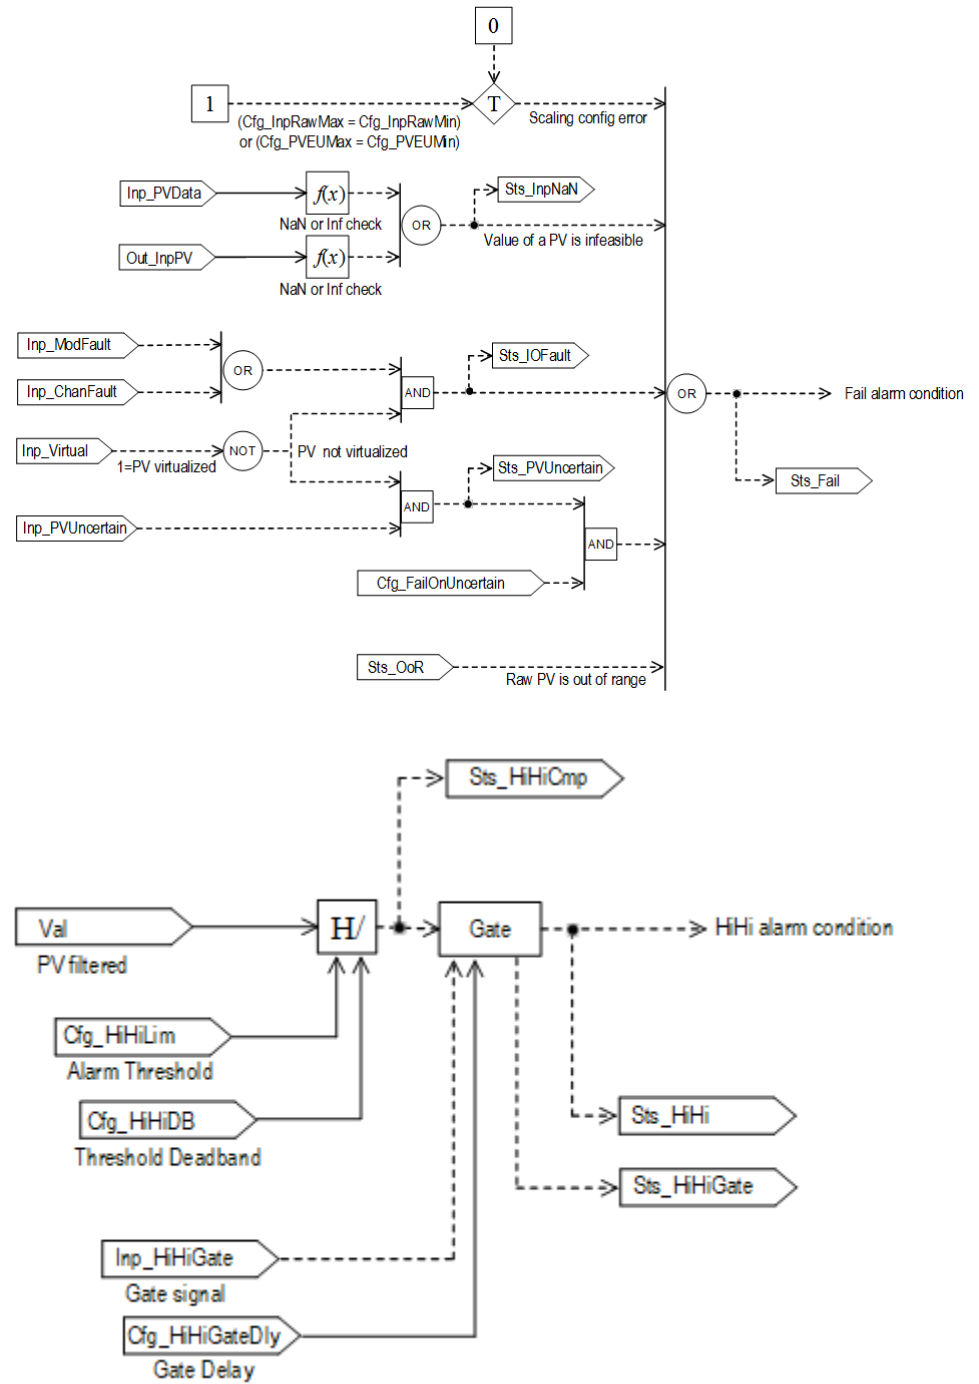 0
1
T
Scaling config error
(Cfg_InpRawMax = Cfg_InpRawMin)
or (Cfg_PVEUMax = Cfg_PVEUMin)
Inp_PVData
f(x)
NaN or Inf check
Sts_InpNaN
OR
Value of a PV is infeasible
Out_InpPV
f(x)
NaN or Inf check
Inp_ModFault
OR
Inp_ChanFault
Sts_IOFault
AND
OR
Fail alarm condition
Inp_Virtual
1=PV virtualized
NOT
PV not virtualized
Sts_PVUncertain
Sts_Fail
AND
Inp_PVUncertain
AND
Cfg_FailOnUncertain
Sts_OoR
Raw PV is out of range
Sts_HiHiCmp
Val
PV filtered
H/
Gate
HiHi alarm condition
Cfg_HiHiLim
Alarm Threshold
Cfg_HiHiDB
Threshold Deadband
Sts_HiHi
Sts_HiHiGate
Inp_HiHiGate
Gate signal
Cfg_HiHiGateDly
Gate Delay